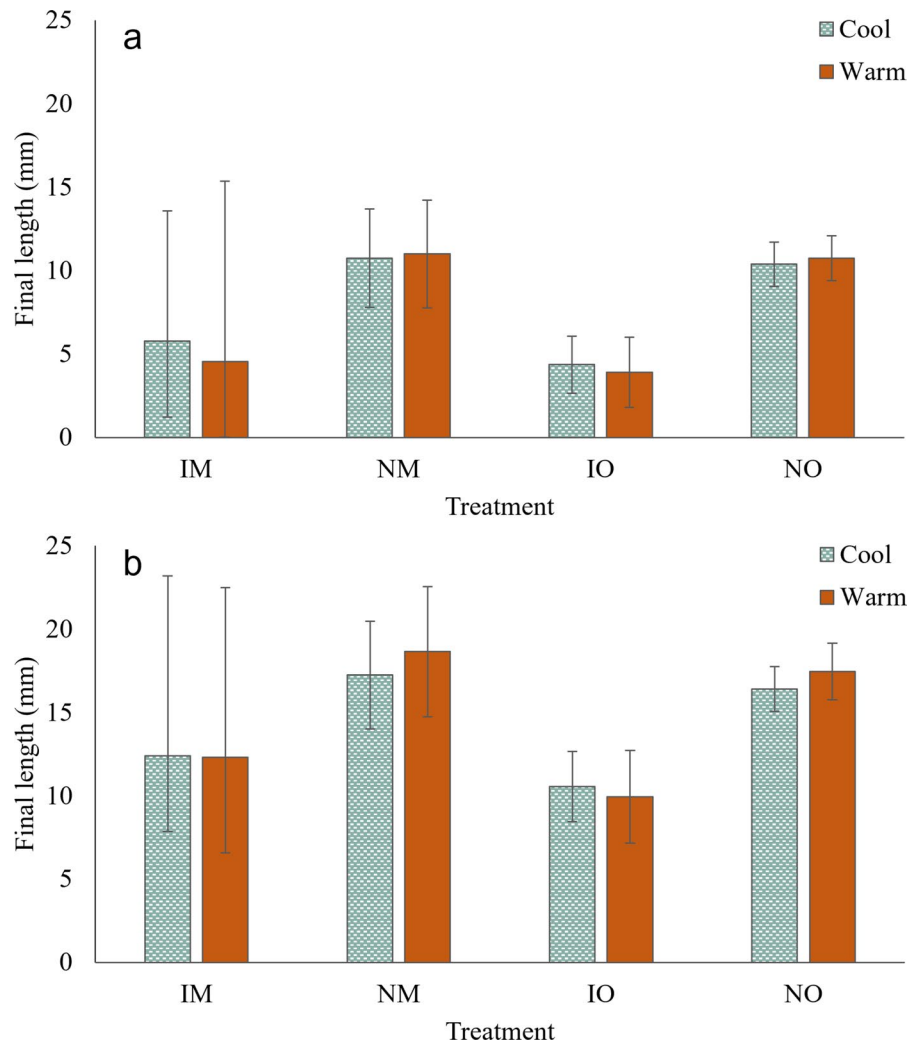 a
Cool
Warm
Final length (mm)
25
20
15
10
5
0
IM NM IO NO
Treatment
b
Cool
Warm
Final length (mm)
25
20
15
10
5
0
IM NM IO NO
Treatment